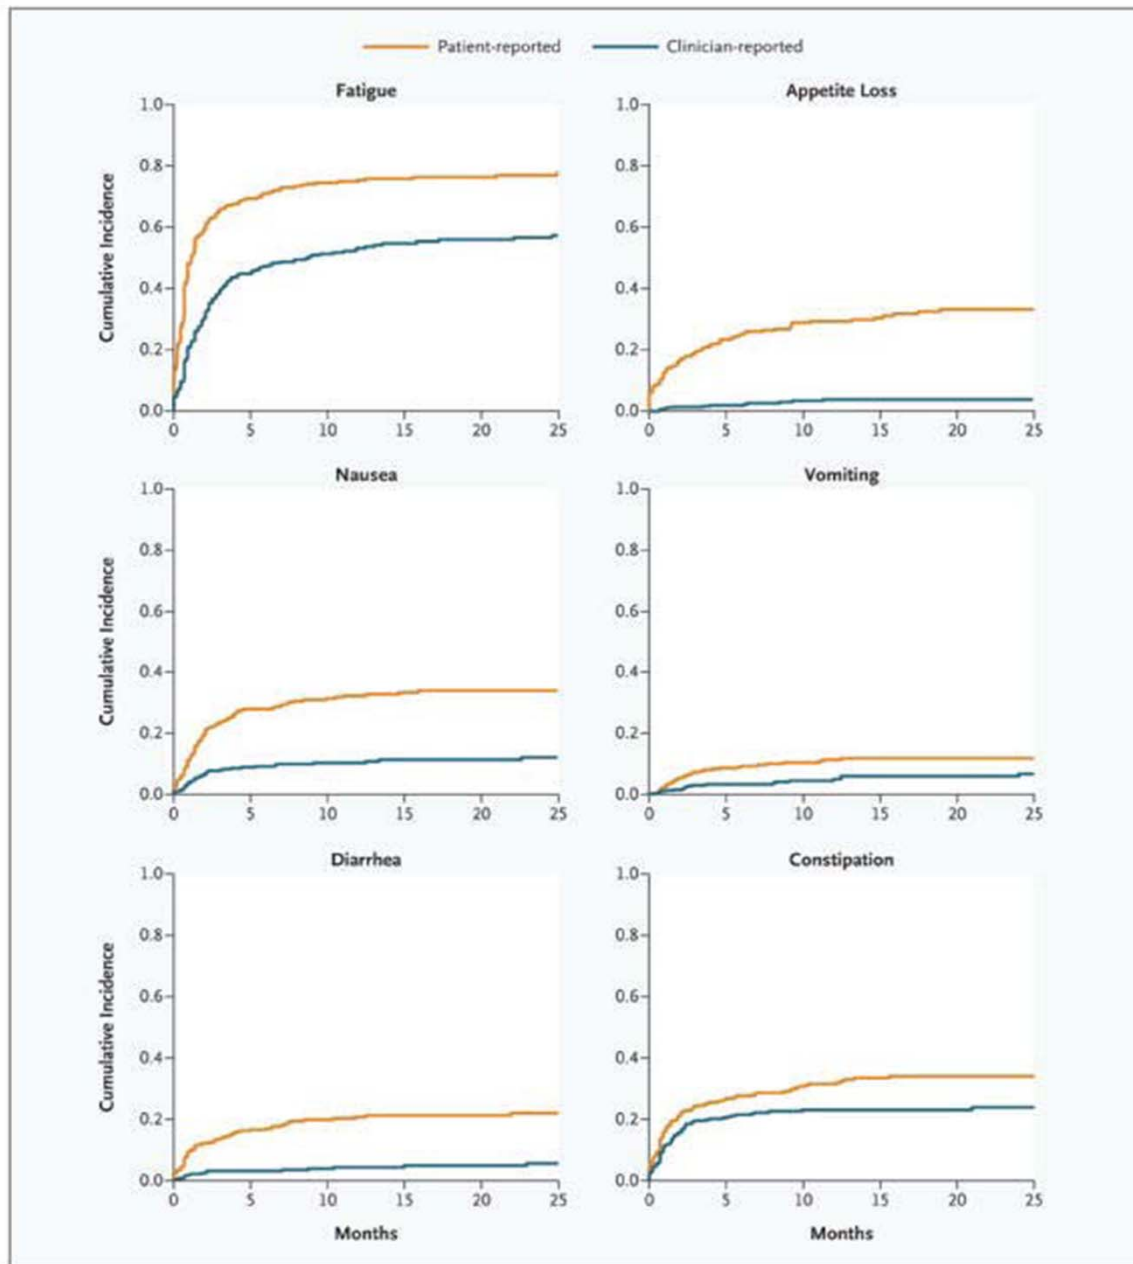 Patient-reported Clinician-reported
Fatigue Appetite Loss
Cumulative Incidence
1.0 1.0
0.8 0.8
0.6 0.6
0.4 0.4
0.2 0.2
0.0 0.0
0 5 10 15 20 25 0 5 10 15 20 25
Nausea Vomiting
Cumulative Incidence
1.0 1.0
0.8 0.8
0.6 0.6
0.4 0.4
0.2 0.2
0.0 0.0
0 5 10 15 20 25 0 5 10 15 20 25
Diarrhea Constipation
Cumulative Incidence
1.0 1.0
0.8 0.8
0.6 0.6
0.4 0.4
0.2 0.2
0.0 0.0
0 5 10 15 20 25 0 5 10 15 20 25
Months Months